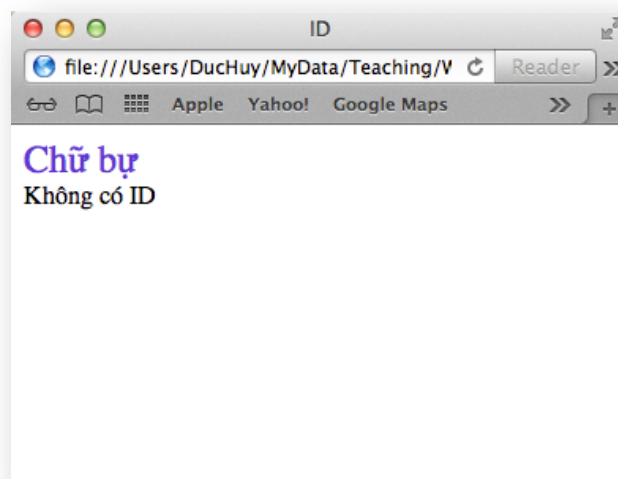 ID
file:///Users/DucHuy/MyData/Teaching/
Reader
Apple Yahoo! Google Maps
Chữ bự
Không có ID